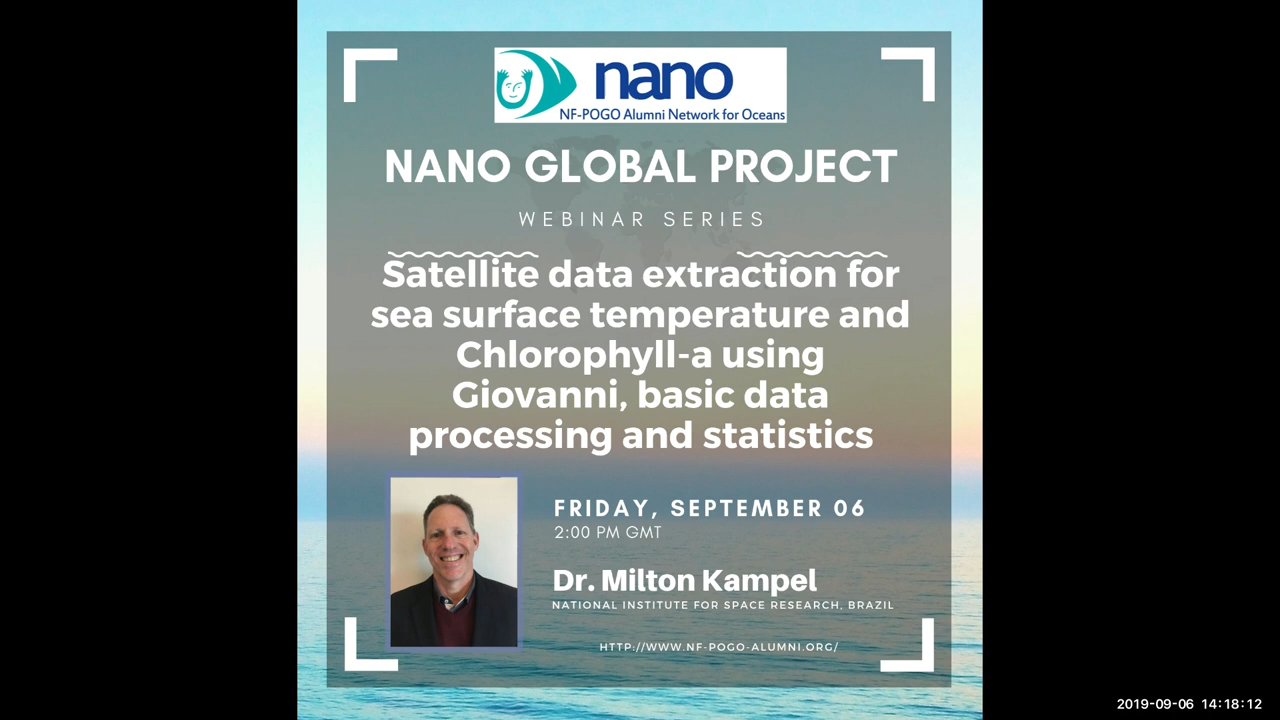 nano
NF-POGO Alumni Network for Oceans
NANO GLOBAL PROJECT
WEBINAR SERIES
Satellite data extraction for
sea surface temperature and
Chlorophyll-a using
Giovanni, basic data
processing and statistics
FRIDAY, SEPTEMBER 06
2:00 PM GMT
Dr. Milton Kampel
NATIONAL INSTITUTE FOR SPACE RESEARCH, BRAZIL
HTTP://WWW.NF-POGO-ALUMNI.ORG/
2019-09-06 14:18:12